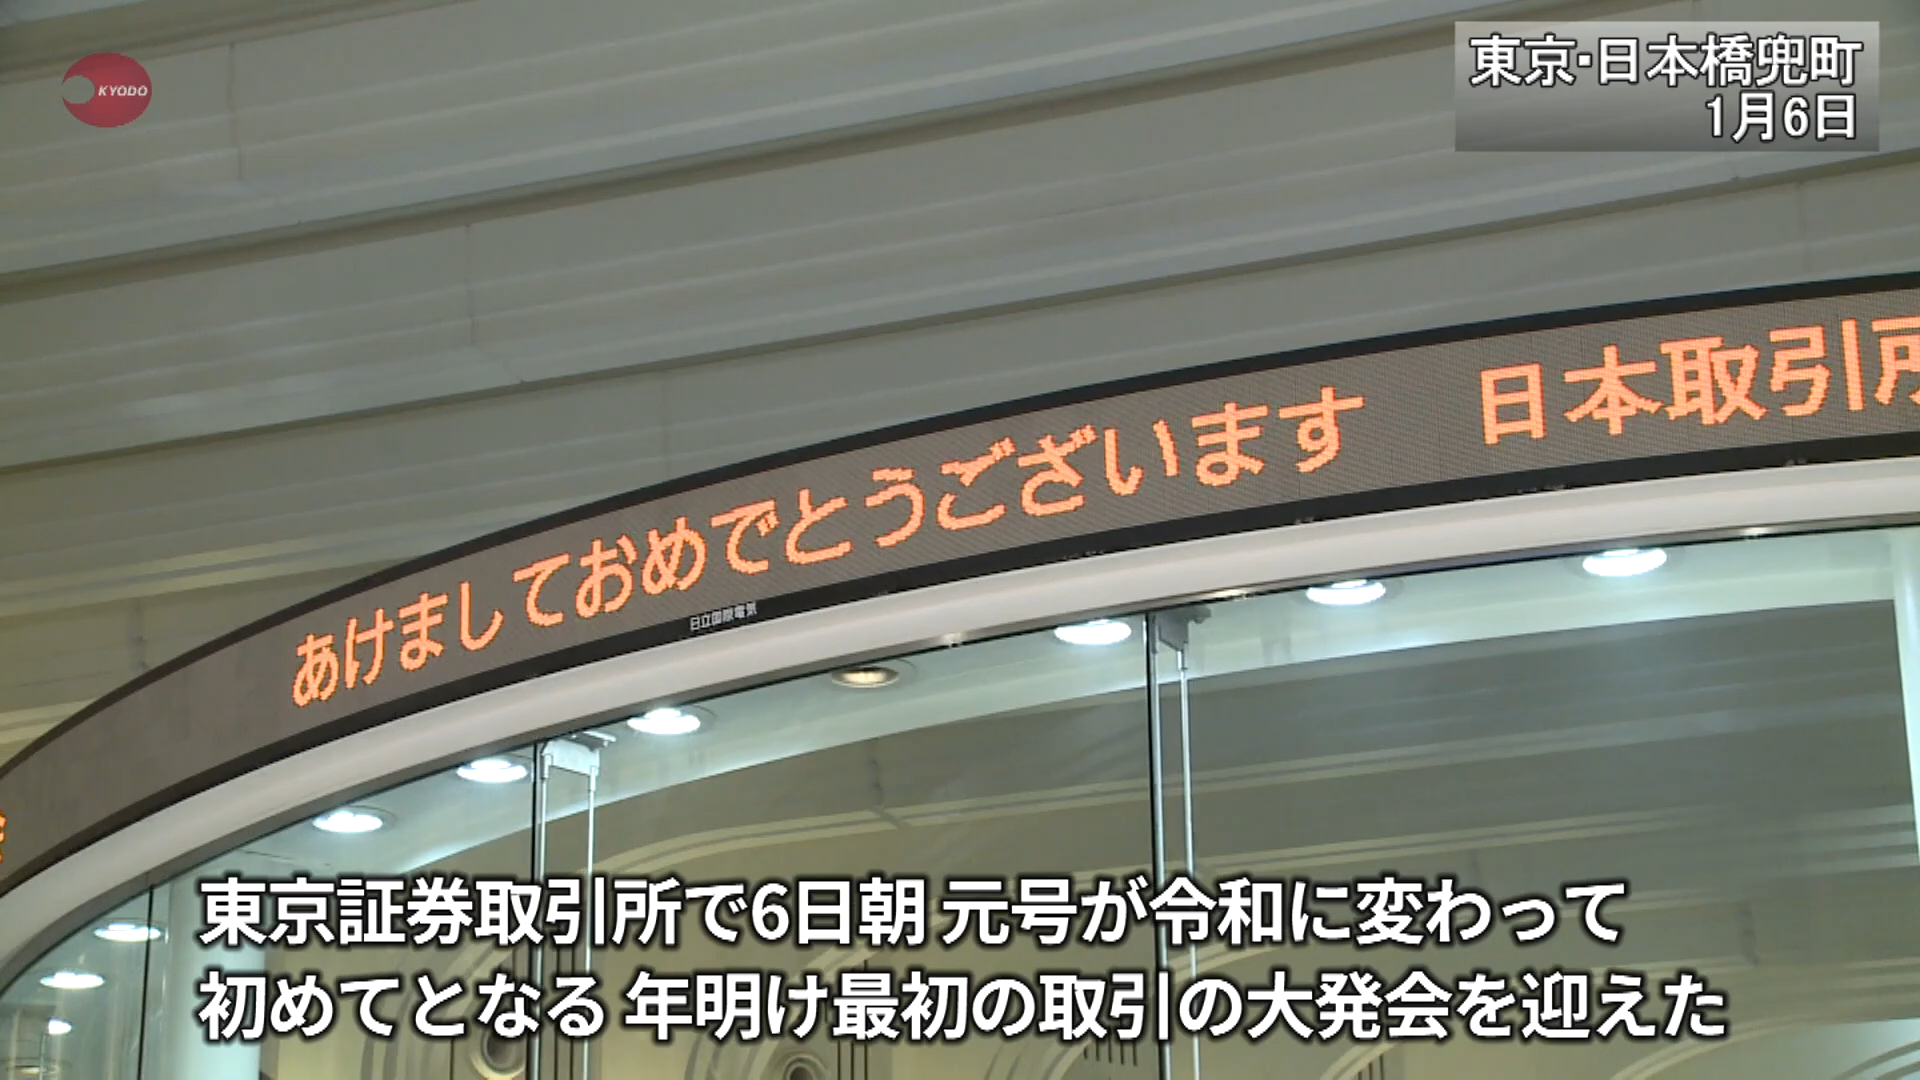 KYODO
東京・日本橋兜町
1月6日
あけましておめでとうございます 日本取引所
日立国際電気
東京証券取引所で6日朝 元号が令和に変わって
初めてとなる 年明け最初の取引の大発会を迎えた